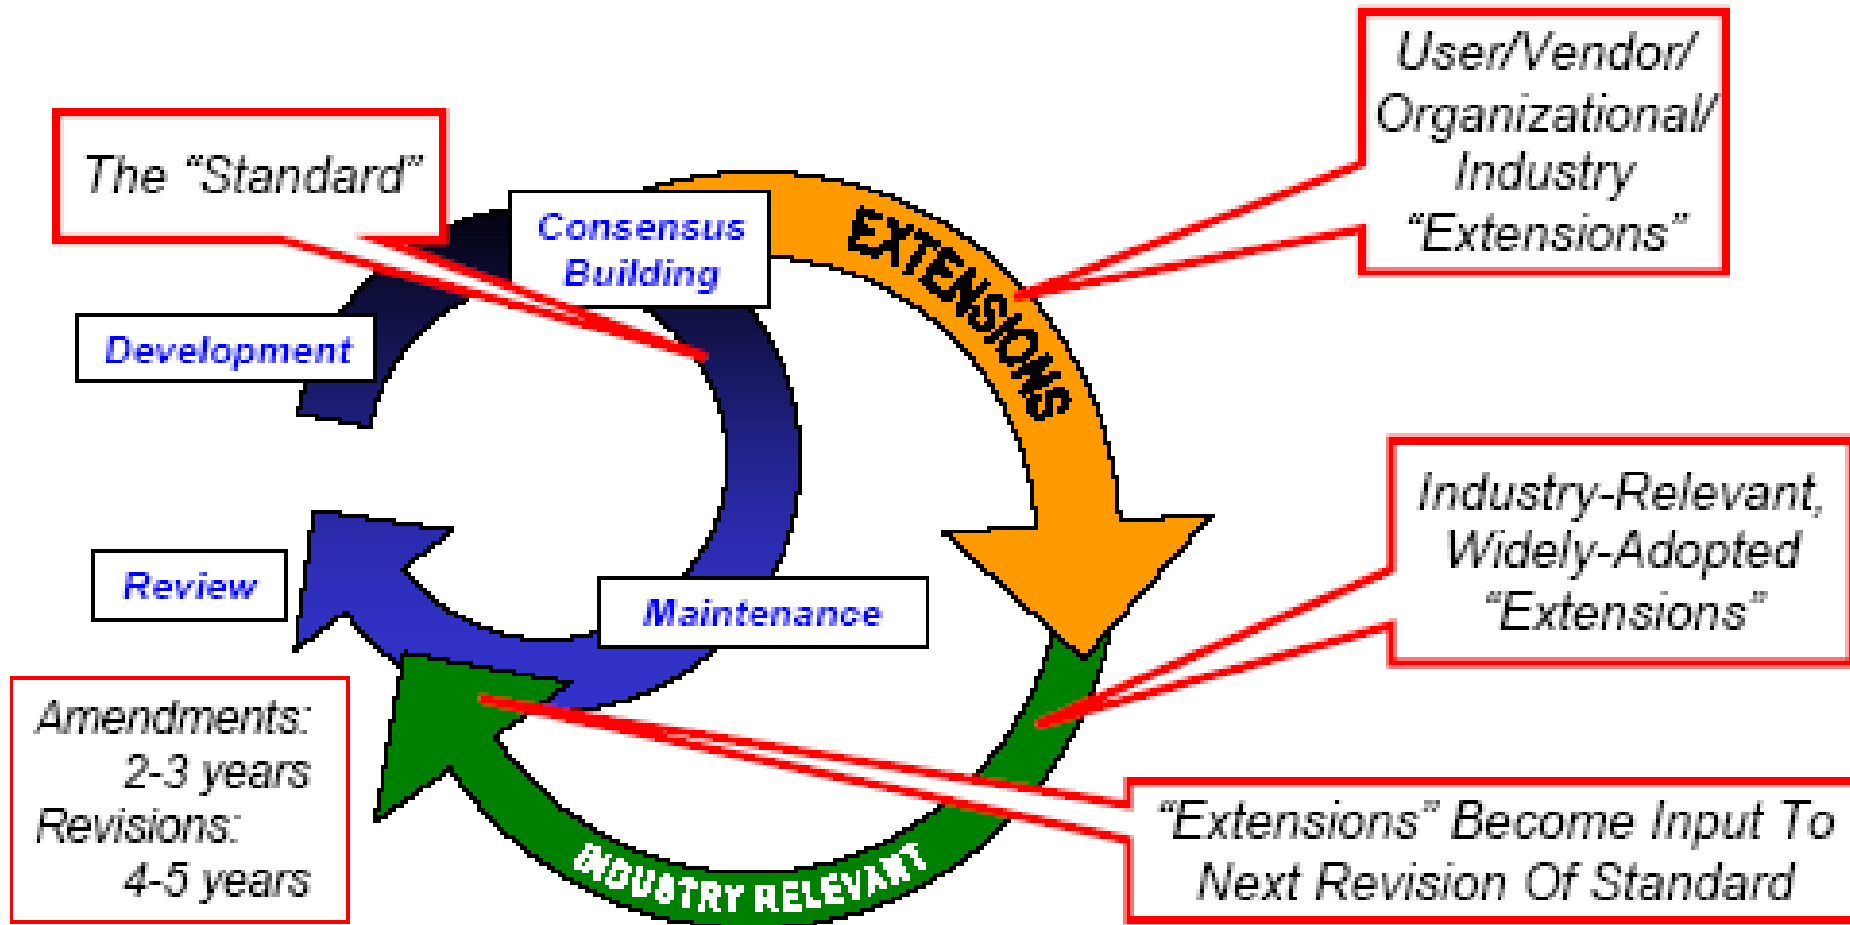 User/Vendor/
Organizational/
Industry
“Extensions”
The “Standard”
Consensus
Building
EXTENSIONS
Development
Industry-Relevant,
Widely-Adopted
“Extensions”
Review
Maintenance
Amendments:
2-3 years
Revisions:
4-5 years
“Extensions” Become Input To
Next Revision Of Standard
INDUSTRY RELEVANT